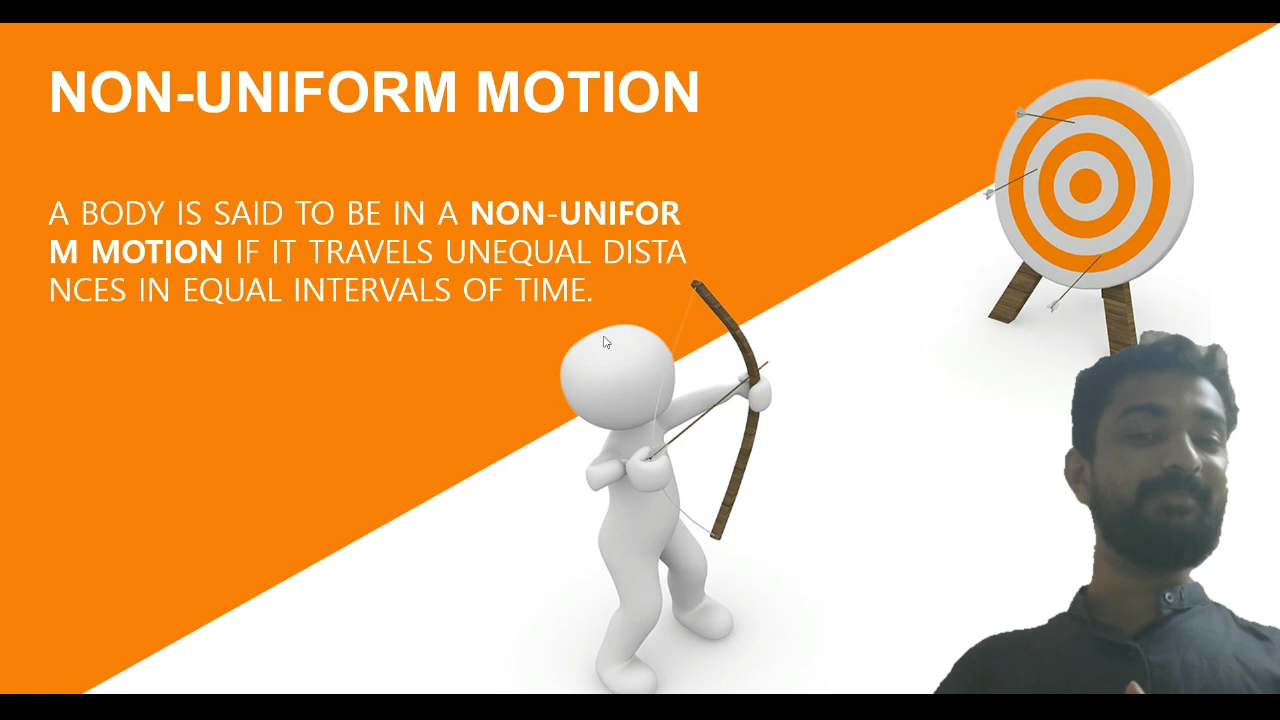 NON-UNIFORM MOTION
A BODY IS SAID TO BE IN A NON-UNIFOR
M MOTION IF IT TRAVELS UNEQUAL DISTA
NCES IN EQUAL INTERVALS OF TIME.